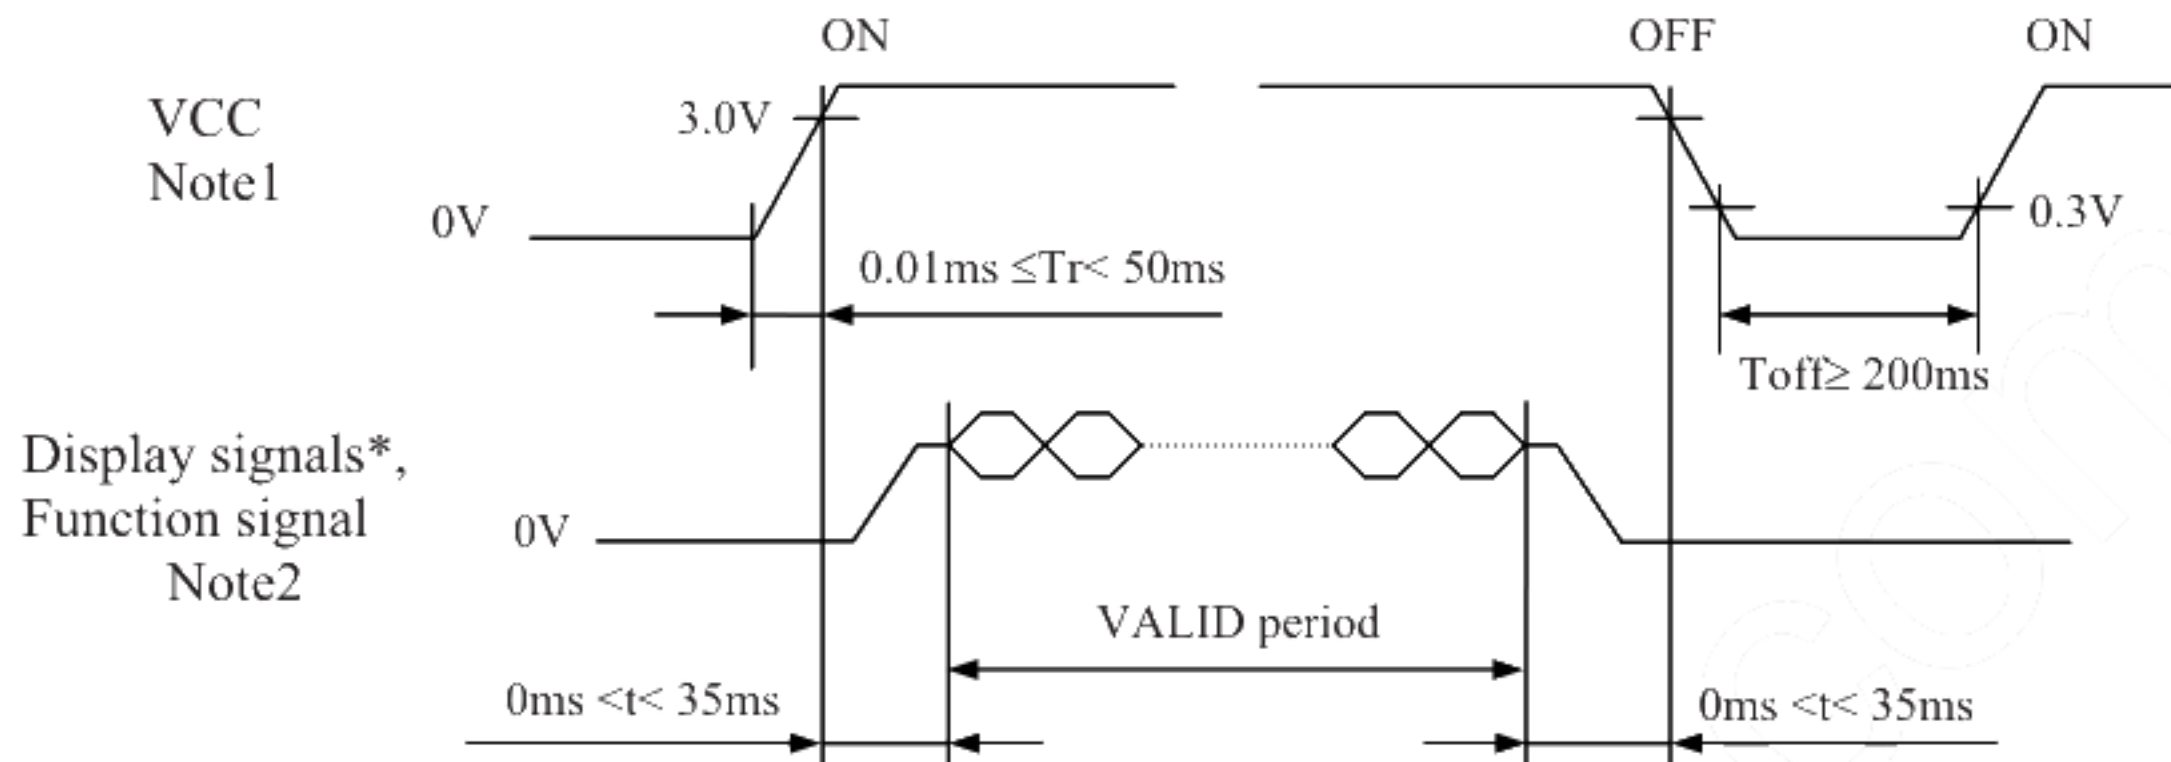 ON
OFF
ON
VCC
Note1
3.0V
0V
0.3V
0.01ms ≤Tr< 50ms
Toff≥ 200ms
Display signals*,
Function signal
Note2
0V
VALID period
0ms <t< 35ms
0ms <t< 35ms